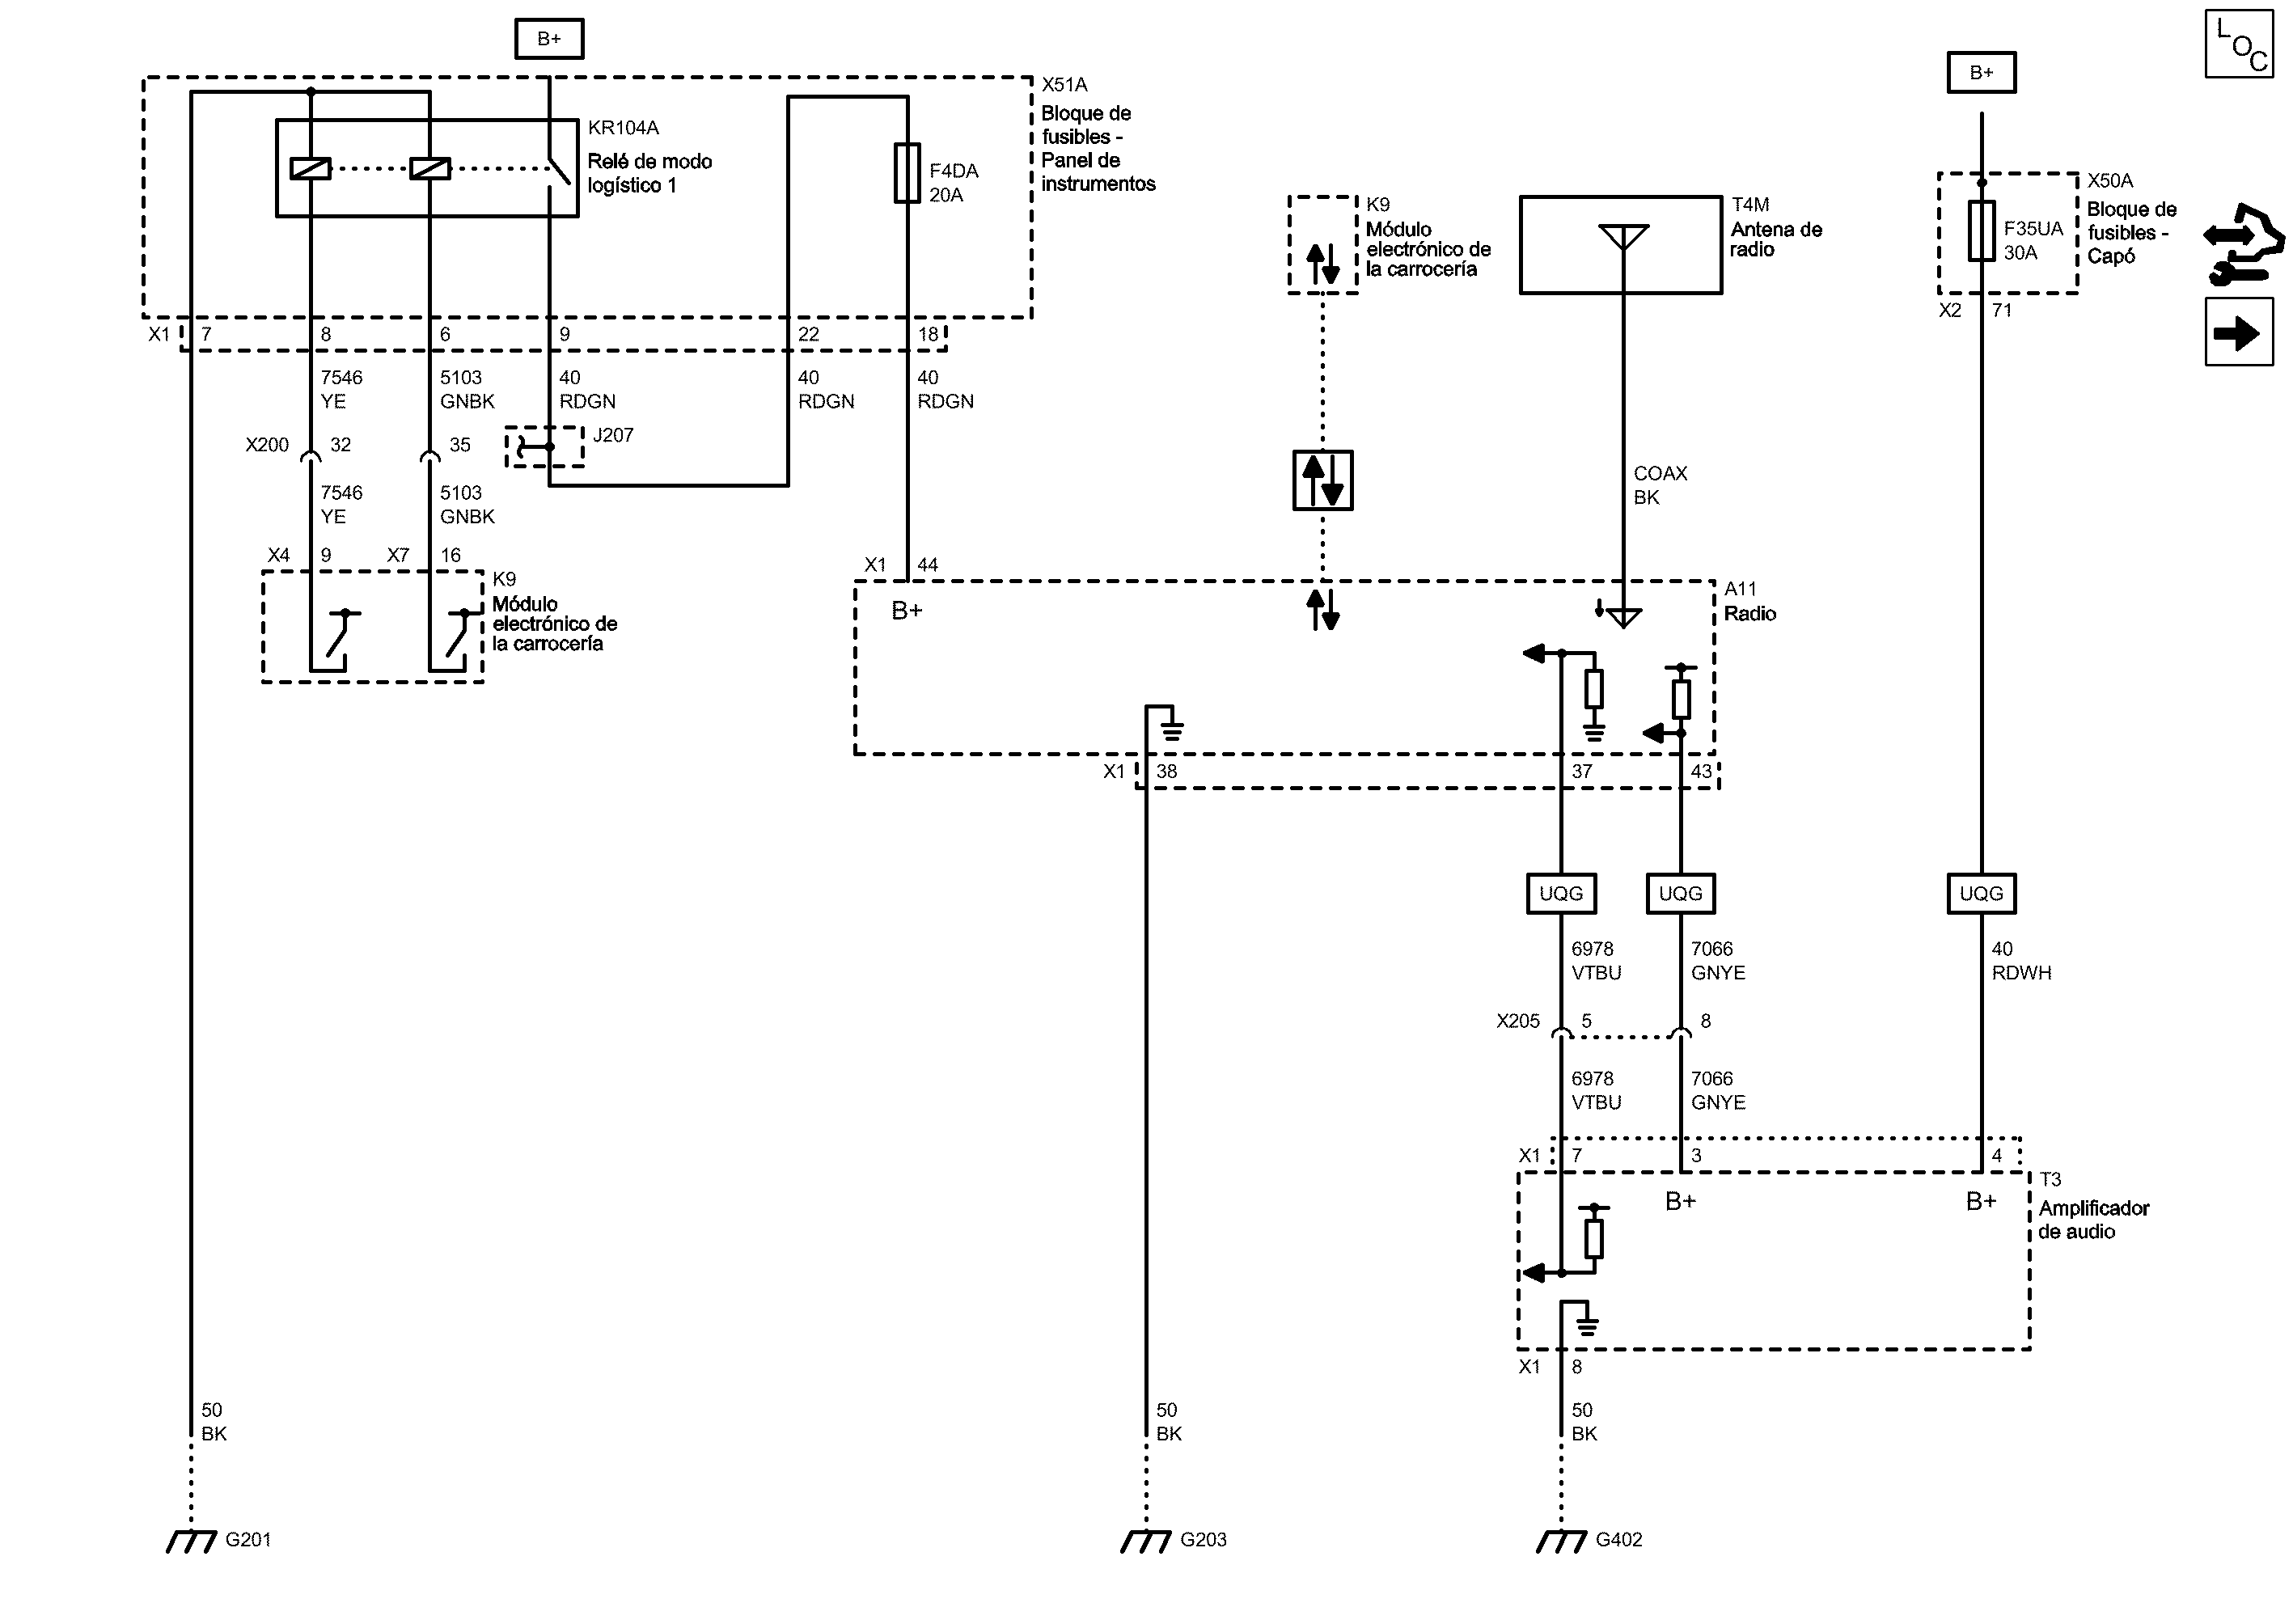 B+
X51A
Bloque de
fusibles -
Panel de
instrumentos
KR104A
Relé de modo
logístico 1
F4DA
20A
X1 7 8 6 9 22 18
7546
YE
5103
GNBK
40
RDGN
40
RDGN
40
RDGN
X200 32 35
J207
7546
YE
5103
GNBK
X4 9 X7 16
K9
Módulo
electrónico de
la carrocería
K9
Módulo
electrónico de
la carrocería
T4M
Antena de
radio
COAX
BK
B+
X50A
Bloque de
fusibles -
Capó
F35UA
30A
X2 71
LOC
X1 44
B+
A11
Radio
X1 38 37 43
UQG UQG UQG
6978
VTBU
7066
GNYE
40
RDWH
X205 5 8
6978
VTBU
7066
GNYE
X1 7 3 4
B+ B+
T3
Amplificador
de audio
X1 8
50
BK
50
BK
50
BK
G201 G203 G402